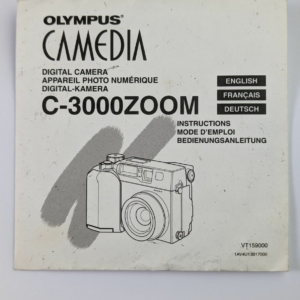 OLYMPUS®
CAMEDIA
DIGITAL CAMERA
APPAREIL PHOTO NUMÉRIQUE
DIGITAL-KAMERA
C-3000ZOOM
ENGLISH
FRANÇAIS
DEUTSCH
INSTRUCTIONS
MODE D'EMPLOI
BEDIENUNGSANLEITUNG
VT159000